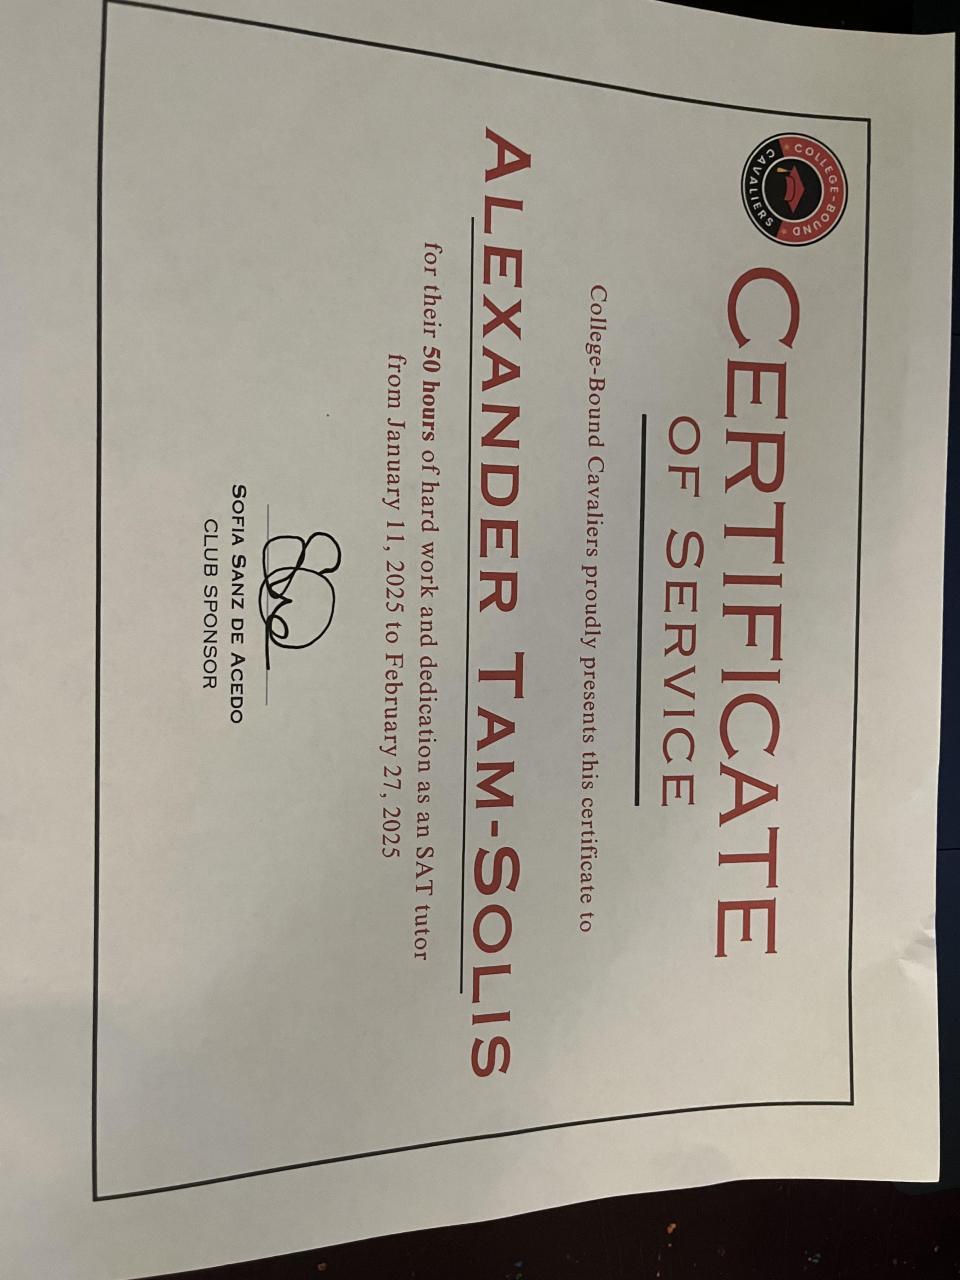 COLLEGE-BOUND
CAVALIERS
CERTIFICATE
OF SERVICE
College-Bound Cavaliers proudly presents this certificate to
ALEXANDER TAM-SOLIS
for their 50 hours of hard work and dedication as an SAT tutor
from January 11, 2025 to February 27, 2025
SOFIA SANZ DE ACEDO
CLUB SPONSOR